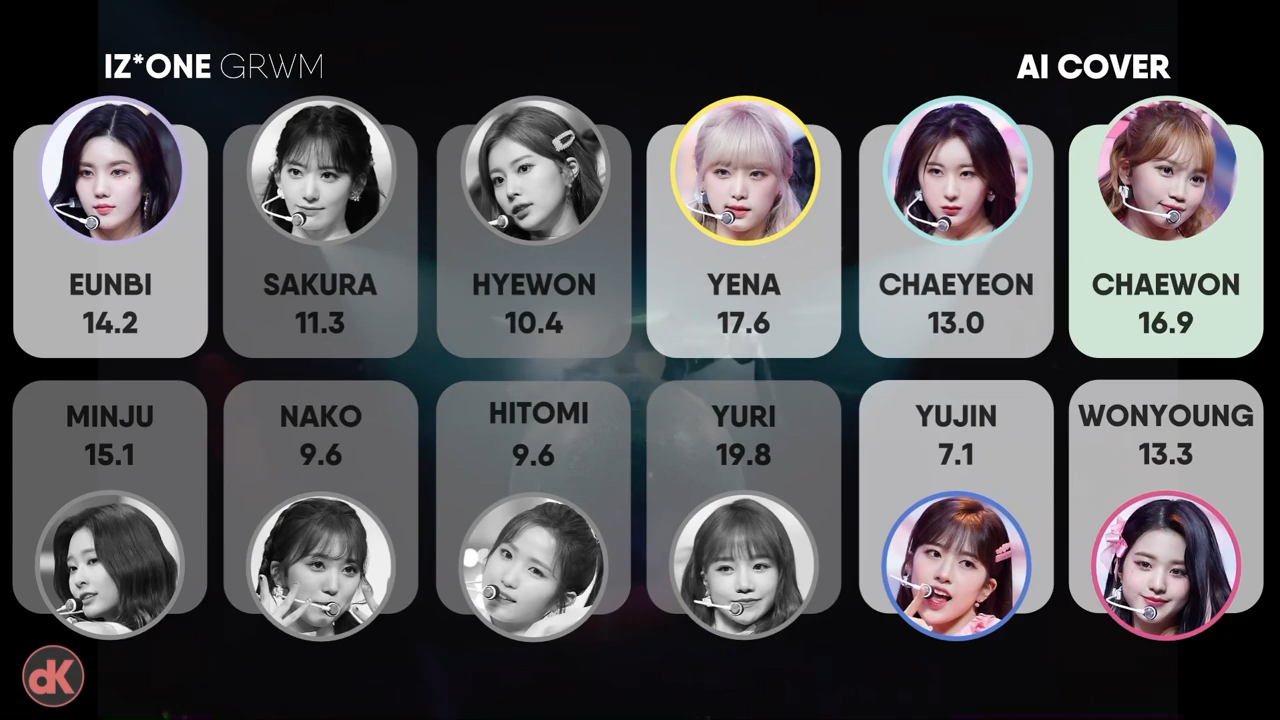 IZ*ONE GRWM
AI COVER
EUNBI
14.2
SAKURA
11.3
HYEWON
10.4
YENA
17.6
CHAEYEON
13.0
CHAEWON
16.9
MINJU
15.1
NAKO
9.6
HITOMI
9.6
YURI
19.8
YUJIN
7.1
WONYOUNG
13.3
dK